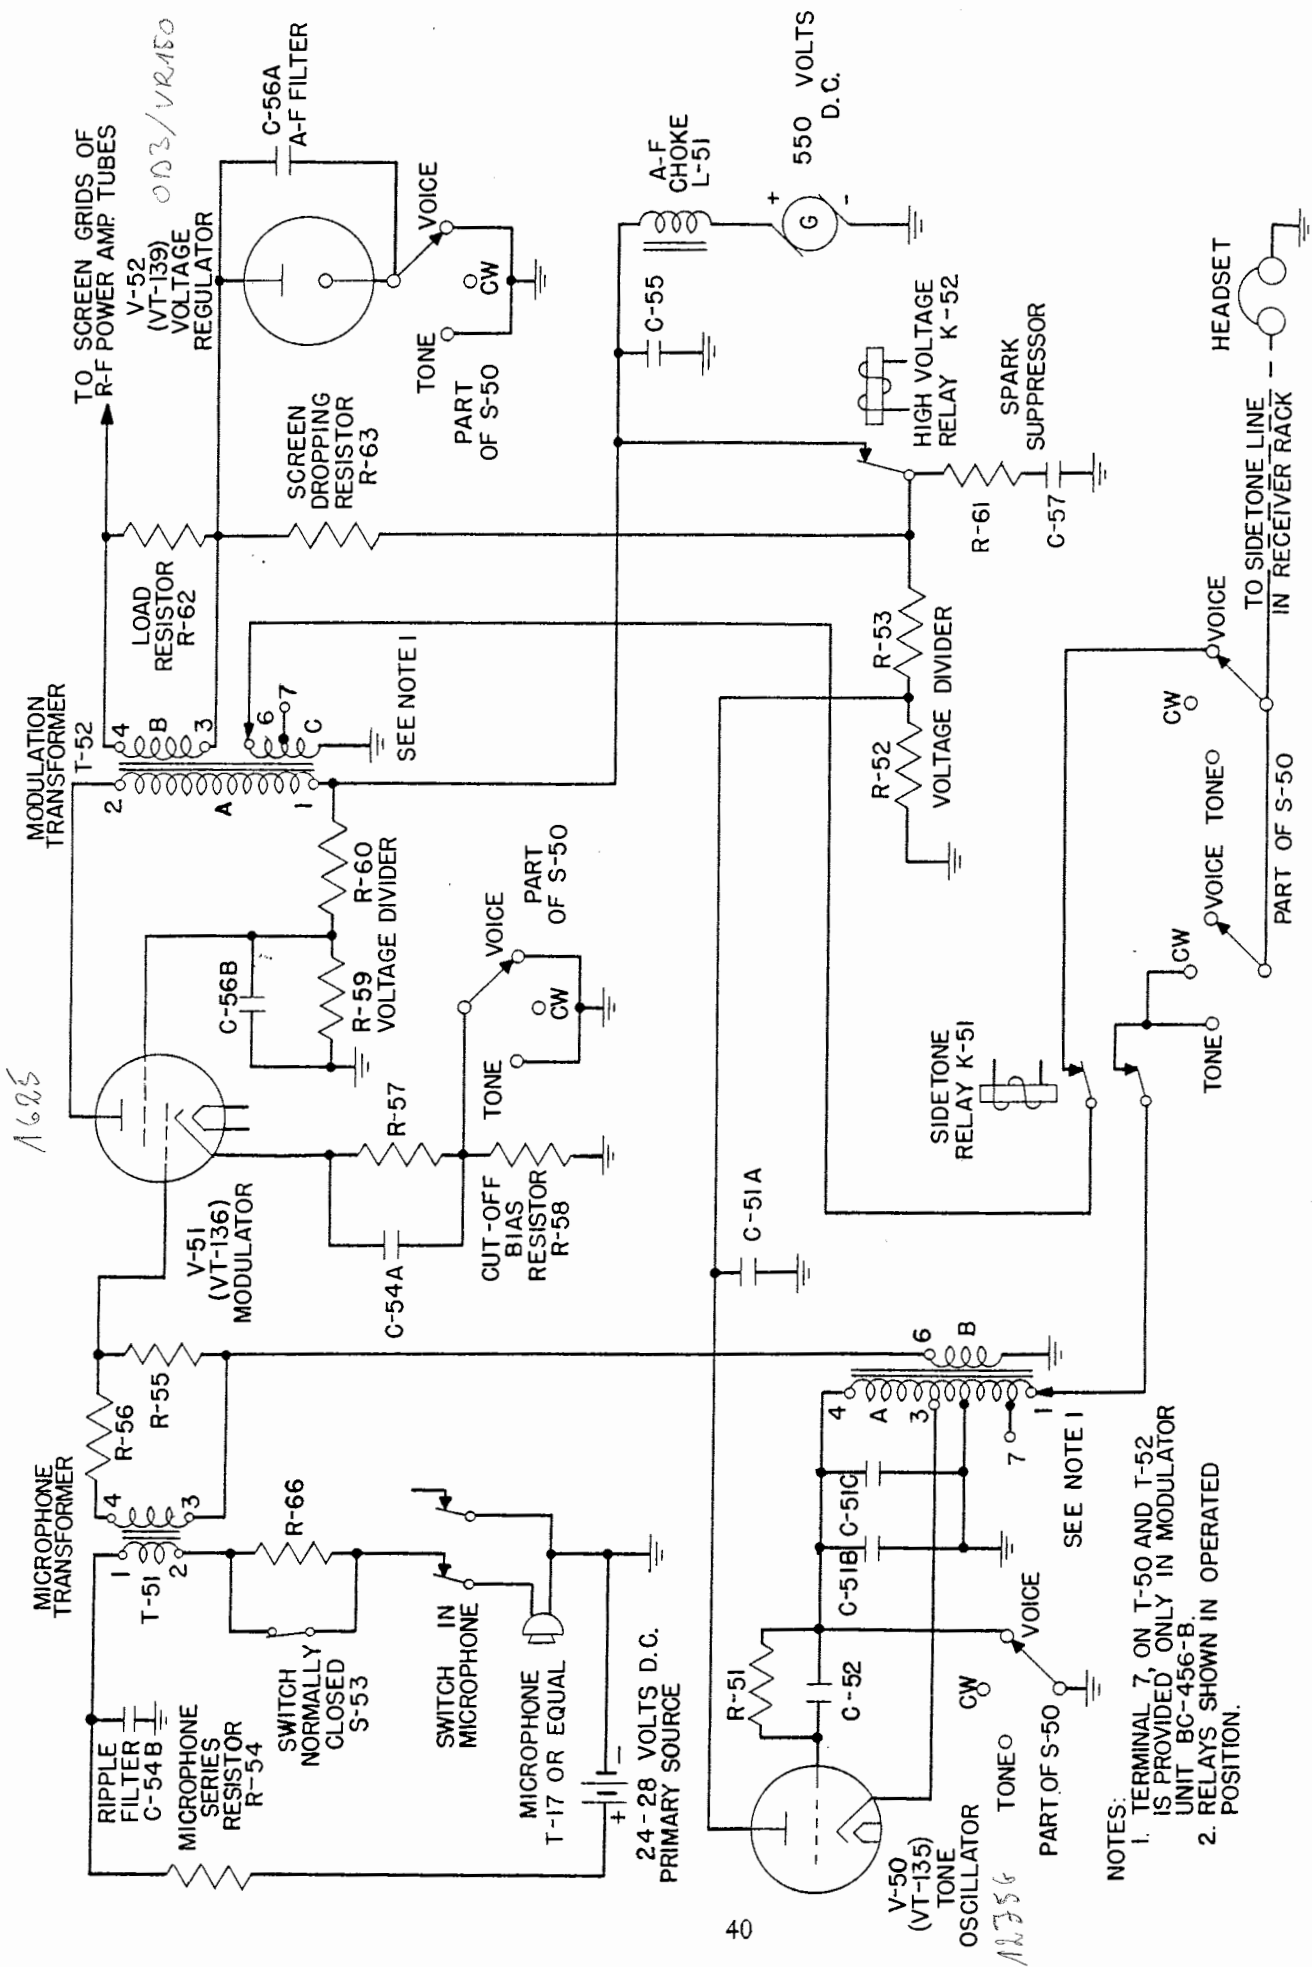 MICROPHONE
TRANSFORMER
4
3
1
2
T-51
R-56
R-55
RIPPLE
FILTER
C-54B
MICROPHONE
SERIES
RESISTOR
R-54
R-66
SWITCH
NORMALLY
CLOSED
S-53
SWITCH IN
MICROPHONE
MICROPHONE
T-17 OR EQUAL
+
-
24-28 VOLTS D.C.
PRIMARY SOURCE
1625
V-51
(VT-136)
MODULATOR
C-54A
R-57
CUT-OFF
BIAS
RESISTOR
R-58
C-56B
R-59
R-60
VOLTAGE DIVIDER
TONE
CW
VOICE
PART
OF S-50
MODULATION
TRANSFORMER
T-52
2
A
1
4
B
3
6
7
C
SEE NOTE 1
LOAD
RESISTOR
R-62
SCREEN
DROPPING
RESISTOR
R-63
TO SCREEN GRIDS OF
R-F POWER AMP. TUBES
V-52
(VT-139)
VOLTAGE
REGULATOR
OD3/VR150
C-56A
A-F FILTER
TONE
CW
VOICE
PART
OF S-50
A-F
CHOKE
L-51
C-55
+
G
-
550 VOLTS
D.C.
HIGH VOLTAGE
RELAY K-52
SPARK
SUPPRESSOR
R-61
C-57
R-52
R-53
VOLTAGE DIVIDER
C-51A
R-51
C-52
C-51B
C-51C
4
A
3
7
1
6
B
SEE NOTE 1
V-50
(VT-135)
TONE
OSCILLATOR
TONE
CW
VOICE
PART OF S-50
SIDETONE
RELAY K-51
TONE
CW
VOICE
TONE
CW
VOICE
PART OF S-50
TO SIDETONE LINE
IN RECEIVER RACK
HEADSET
NOTES:
1. TERMINAL 7, ON T-50 AND T-52
IS PROVIDED ONLY IN MODULATOR
UNIT BC-456-B.
2. RELAYS SHOWN IN OPERATED
POSITION.
40